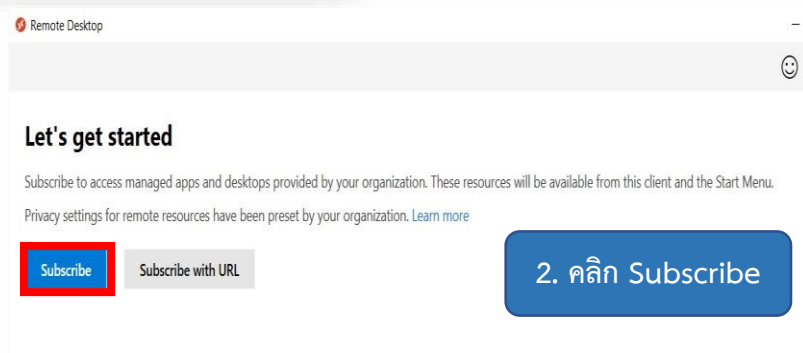 Remote Desktop
Let's get started
Subscribe to access managed apps and desktops provided by your organization. These resources will be available from this client and the Start Menu.
Privacy settings for remote resources have been preset by your organization. Learn more
Subscribe
Subscribe with URL
2. คลิก Subscribe